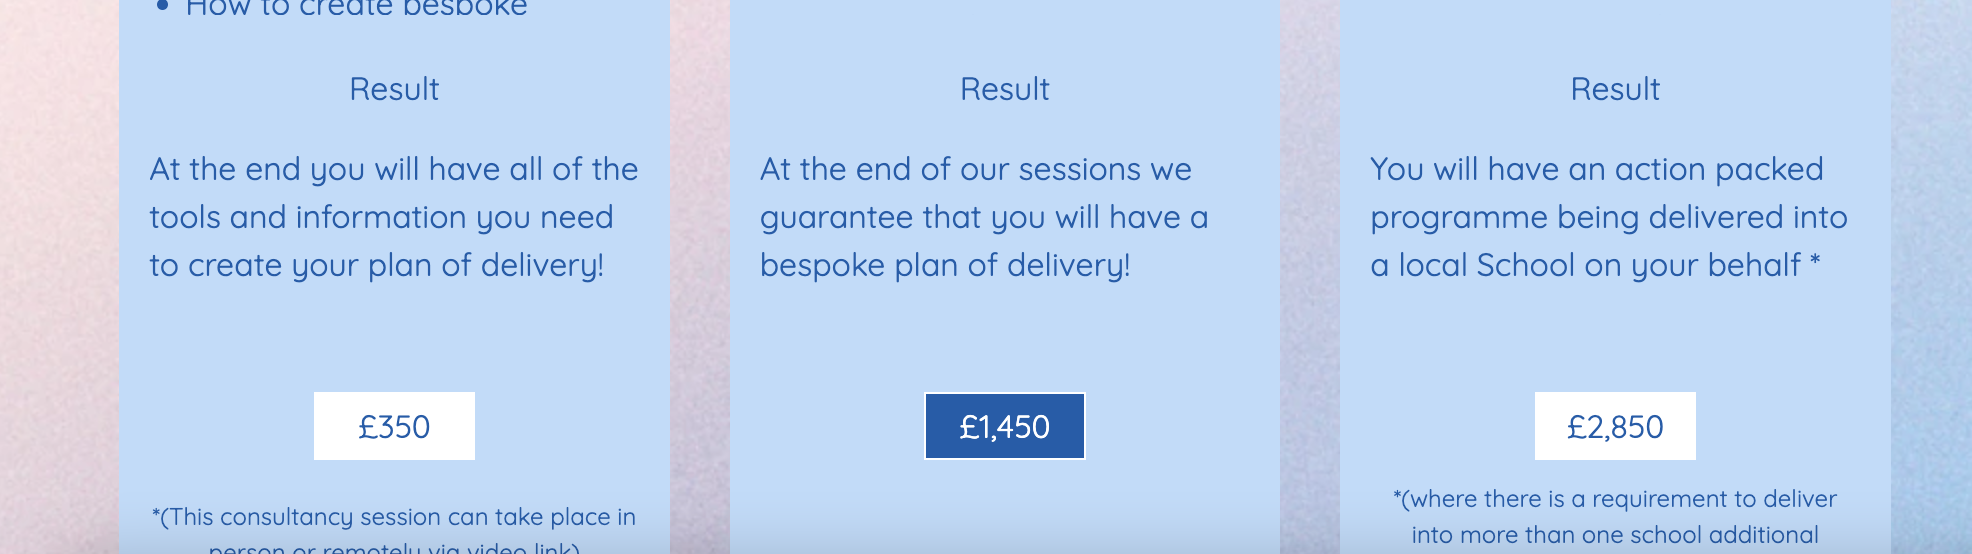 • How to create bespoke
Result
At the end you will have all of the
tools and information you need
to create your plan of delivery!
£350
*(This consultancy session can take place in
person or remotely via video link)
Result
At the end of our sessions we
guarantee that you will have a
bespoke plan of delivery!
£1,450
Result
You will have an action packed
programme being delivered into
a local School on your behalf *
£2,850
*(where there is a requirement to deliver
into more than one school additional